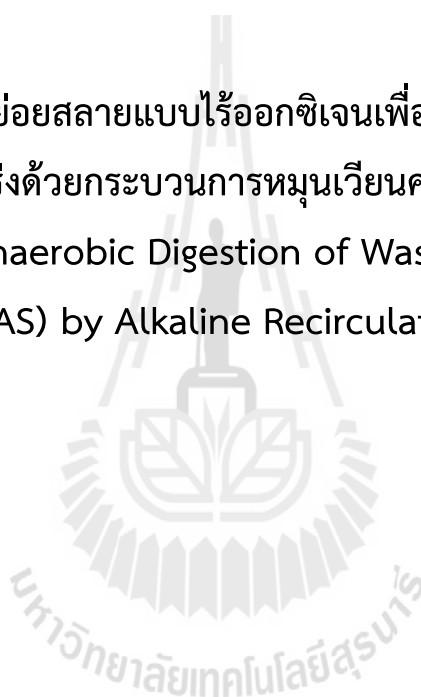 ย่อยสลายแบบไร้ออกซิเจนเพื่อ
ร่งด้วยกระบวนการหมุนเวียนค
naerobic Digestion of Was
AS) by Alkaline Recirculat
มหาวิทยาลัยเทคโนโลยีสุรนารี